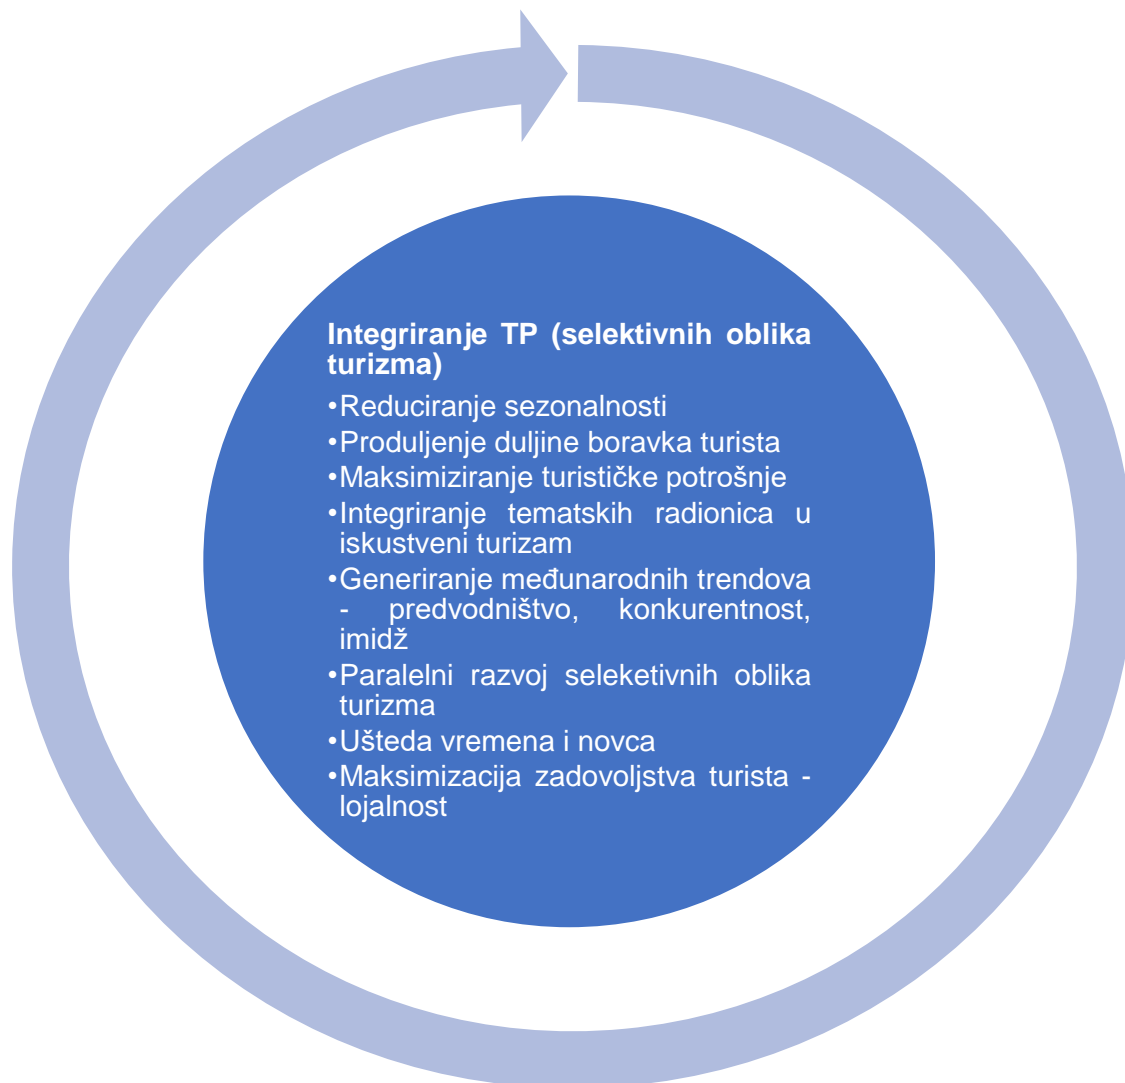 Integriranje TP (selektivnih oblika
turizma)
•Reduciranje sezonalnosti
•Produljenje duljine boravka turista
•Maksimiziranje turističke potrošnje
•Integriranje tematskih radionica u
iskustveni turizam
•Generiranje međunarodnih trendova
- predvodništvo, konkurentnost,
imidž
•Paralelni razvoj seleketivnih oblika
turizma
•Ušteda vremena i novca
•Maksimizacija zadovoljstva turista -
lojalnost